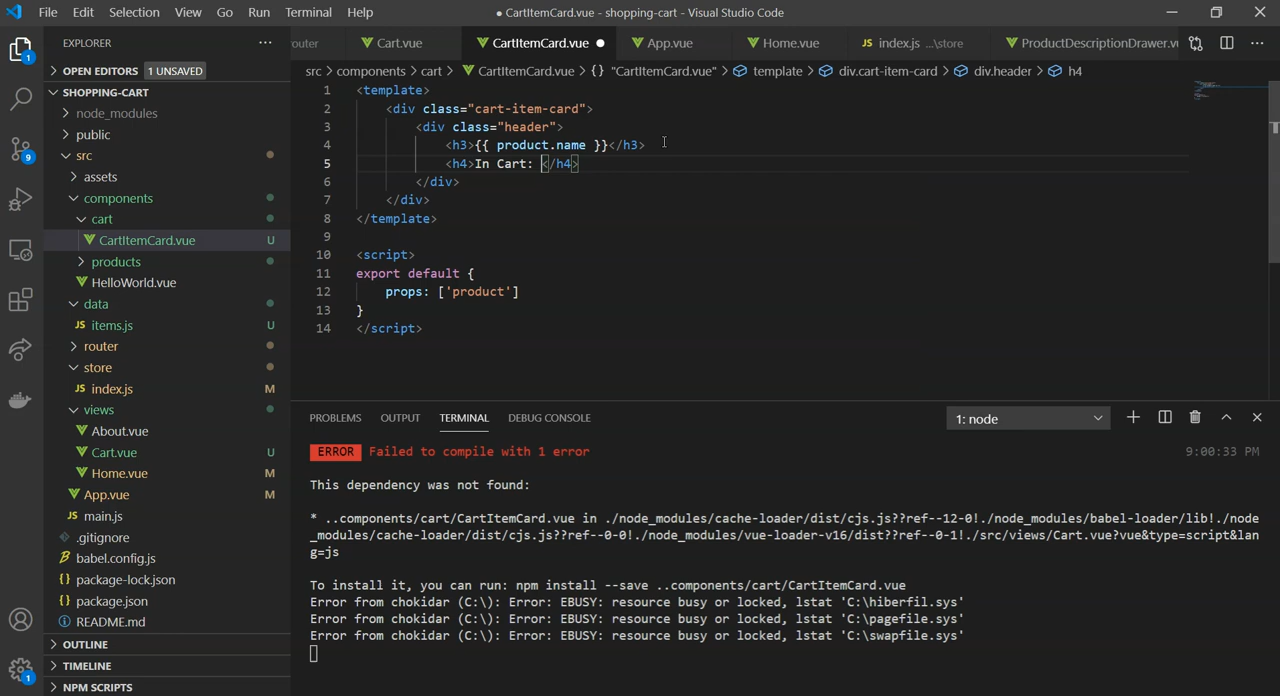 File Edit Selection View Go Run Terminal Help
● CartItemCard.vue - shopping-cart - Visual Studio Code
EXPLORER
OPEN EDITORS 1 UNSAVED
SHOPPING-CART
node_modules
public
src
assets
components
cart
CartItemCard.vue U
products
HelloWorld.vue
data
items.js U
router
store
index.js M
views
About.vue
Cart.vue U
Home.vue M
App.vue M
main.js
.gitignore
babel.config.js
package-lock.json
package.json
README.md
OUTLINE
TIMELINE
NPM SCRIPTS
1
9
1
outer Cart.vue CartItemCard.vue ● App.vue Home.vue JS index.js ...\store ProductDescriptionDrawer.vu
src > components > cart > CartItemCard.vue > {} "CartItemCard.vue" > template > div.cart-item-card > div.header > h4
1 <template>
2 <div class="cart-item-card">
3 <div class="header">
4 <h3>{{ product.name }}</h3>
5 <h4>In Cart: </h4>
6 </div>
7 </div>
8 </template>
9
10 <script>
11 export default {
12 props: ['product']
13 }
14 </script>
PROBLEMS OUTPUT TERMINAL DEBUG CONSOLE 1: node
ERROR Failed to compile with 1 error 9:00:33 PM
This dependency was not found:
* ..components/cart/CartItemCard.vue in ./node_modules/cache-loader/dist/cjs.js??ref--12-0!./node_modules/babel-loader/lib!./node
_modules/cache-loader/dist/cjs.js??ref--0-0!./node_modules/vue-loader-v16/dist??ref--0-1!./src/views/Cart.vue?vue&type=script&lan
g=js
To install it, you can run: npm install --save ..components/cart/CartItemCard.vue
Error from chokidar (C:\): Error: EBUSY: resource busy or locked, lstat 'C:\hiberfil.sys'
Error from chokidar (C:\): Error: EBUSY: resource busy or locked, lstat 'C:\pagefile.sys'
Error from chokidar (C:\): Error: EBUSY: resource busy or locked, lstat 'C:\swapfile.sys'